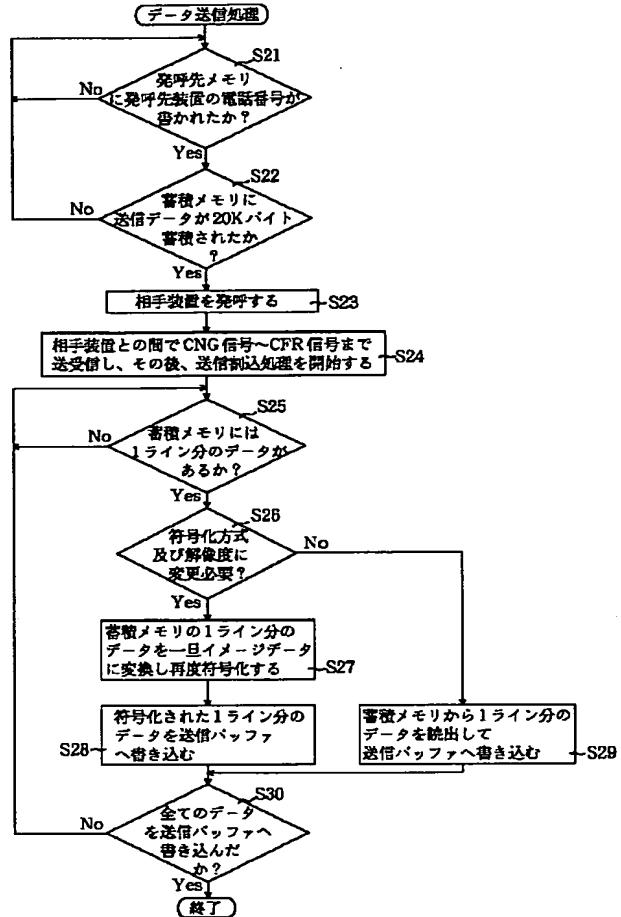 データ送信処理
S21
発呼先メモリ
に発呼先装置の電話番号が
書かれたか?
No
Yes
S22
蓄積メモリに
送信データが20Kバイト
蓄積されたか
?
No
Yes
相手装置を発呼する
S23
相手装置との間でCNG信号~CFR信号まで
送受信し、その後、送信割込処理を開始する
S24
S25
蓄積メモリには
1ライン分のデータが
あるか?
No
Yes
S26
符号化方式
及び解像度に
変更必要?
No
Yes
蓄積メモリの1ライン分の
データを一旦イメージデータ
に変換し再度符号化する
S27
符号化された1ライン分の
データを送信バッファ
へ書き込む
S28
蓄積メモリから1ライン分の
データを読出して
送信バッファへ書き込む
S29
S30
全てのデータ
を送信バッファへ
書き込んだ
か?
No
Yes
終了